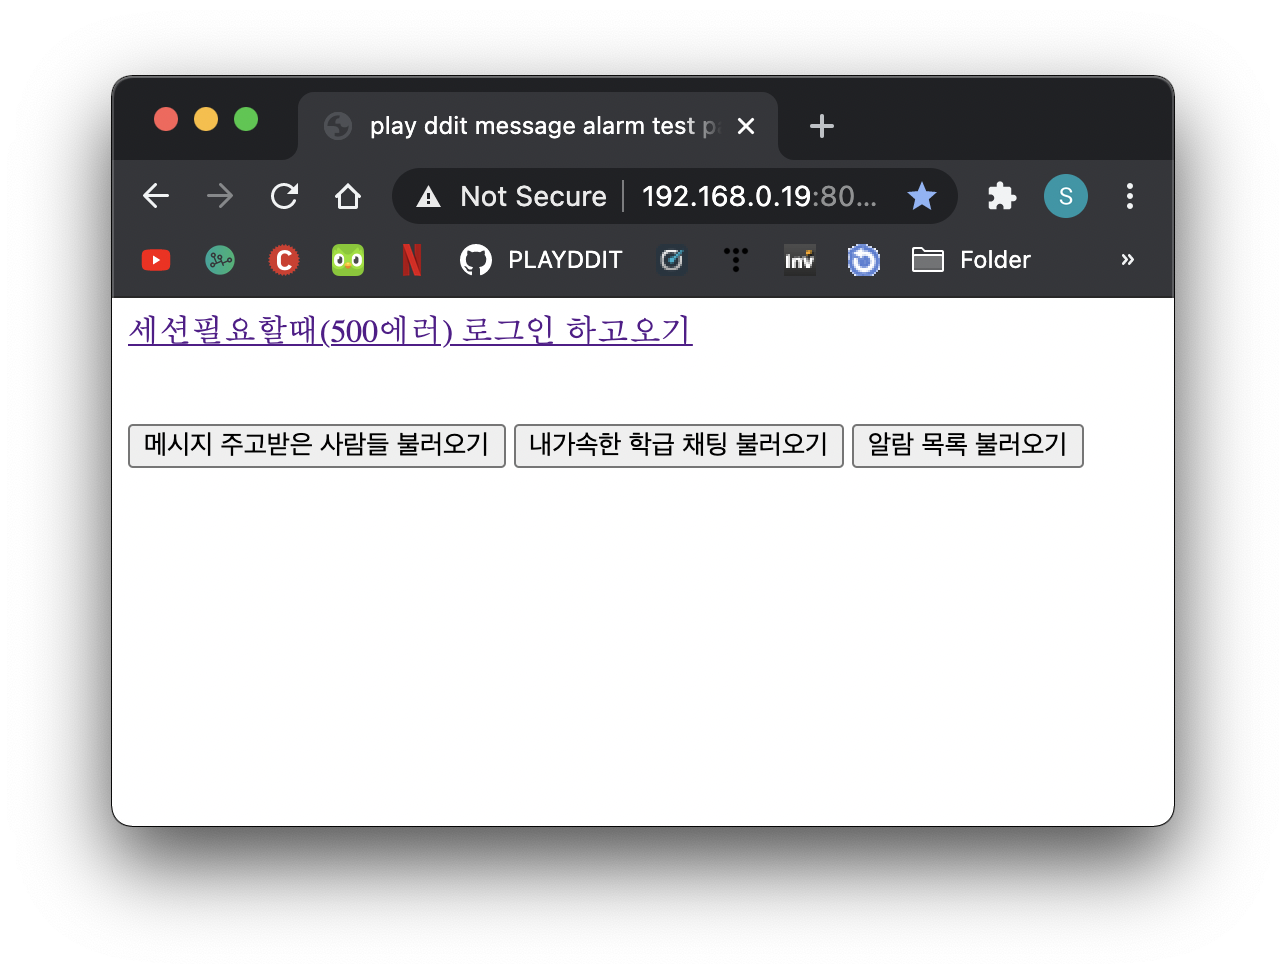 play ddit message alarm test
Not Secure 192.168.0.19:80...
C N PLAYDDIT Inv Folder »
S
세션필요할때(500에러) 로그인 하고오기
메시지 주고받은 사람들 불러오기 내가속한 학급 채팅 불러오기 알람 목록 불러오기